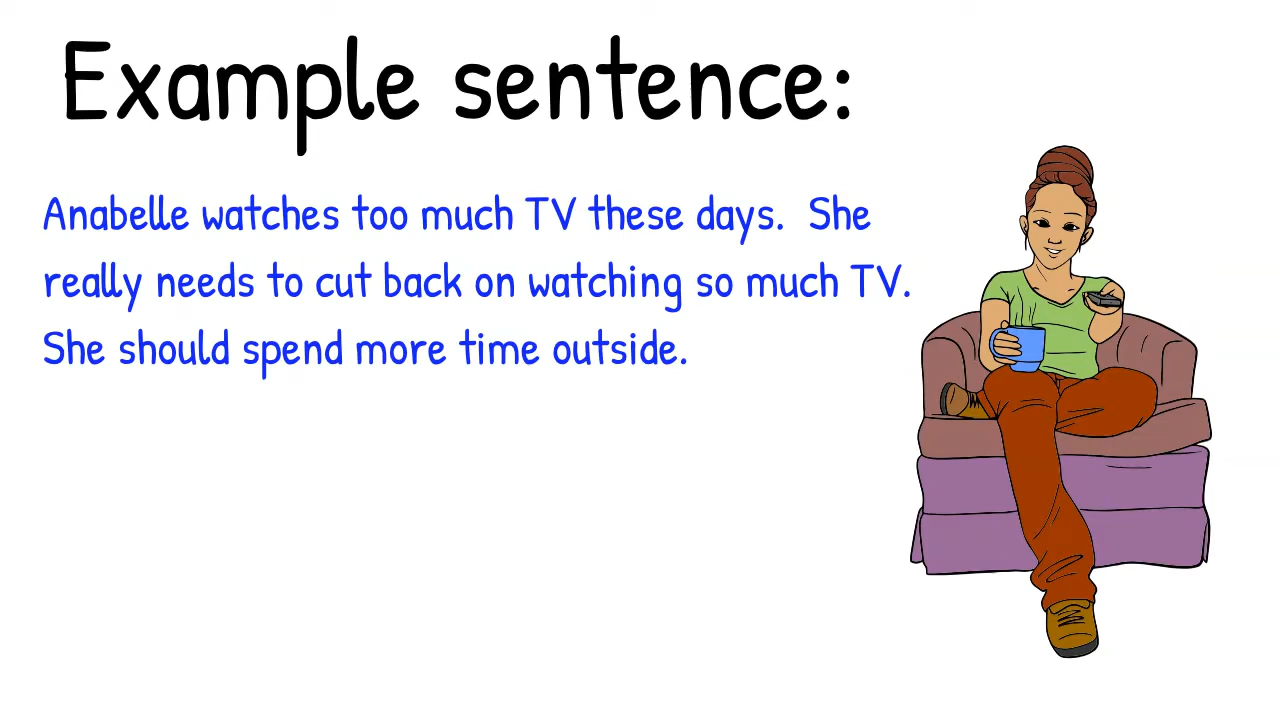 Example sentence:
Anabelle watches too much TV these days.  She
really needs to cut back on watching so much TV.
She should spend more time outside.